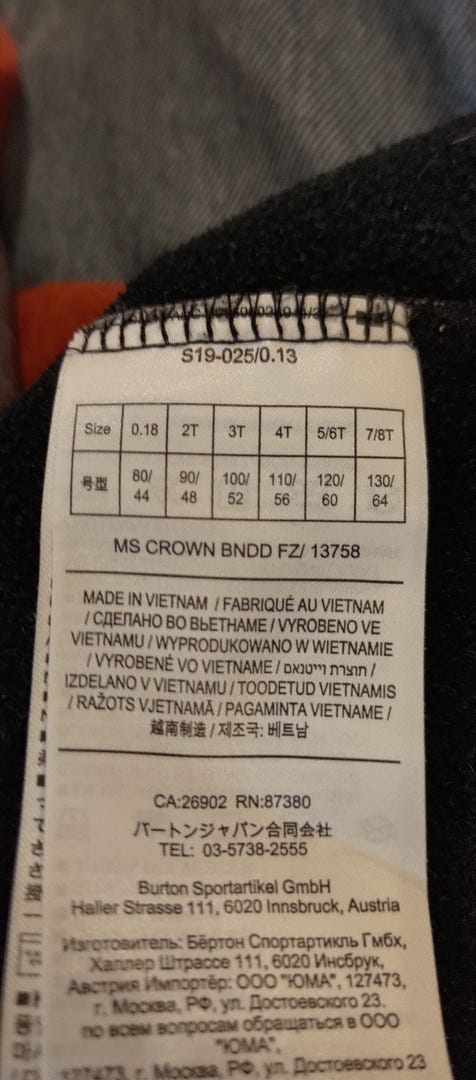 S19-025/0.13
Size 0.18 2T 3T 4T 5/6T 7/8T
号型 80/44 90/48 100/52 110/56 120/60 130/64
MS CROWN BNDD FZ/ 13758
MADE IN VIETNAM / FABRIQUÉ AU VIETNAM
/ СДЕЛАНО ВО ВЬЕТНАМЕ / VYROBENO VE
VIETNAMU / WYPRODUKOWANO W WIETNAMIE
/ VYROBENÉ VO VIETNAME / תוצרת וייטנאם /
IZDELANO V VIETNAMU / TOODETUD VIETNAMIS
/ RAŽOTS VJETNAMĀ / PAGAMINTA VIETNAME /
越南制造 / 제조국: 베트남
CA:26902 RN:87380
バートンジャパン合同会社
TEL: 03-5738-2555
Burton Sportartikel GmbH
Haller Strasse 111, 6020 Innsbruck, Austria
Изготовитель: Бёртон Спортартикль Гмбх,
Халлер Штрассе 111, 6020 Инсбрук,
Австрия Импортёр: ООО "ЮМА", 127473,
г. Москва, РФ, ул. Достоевского 23.
по всем вопросам обращаться в ООО
"ЮМА",
г. Москва, РФ, ул. Достоевского 23